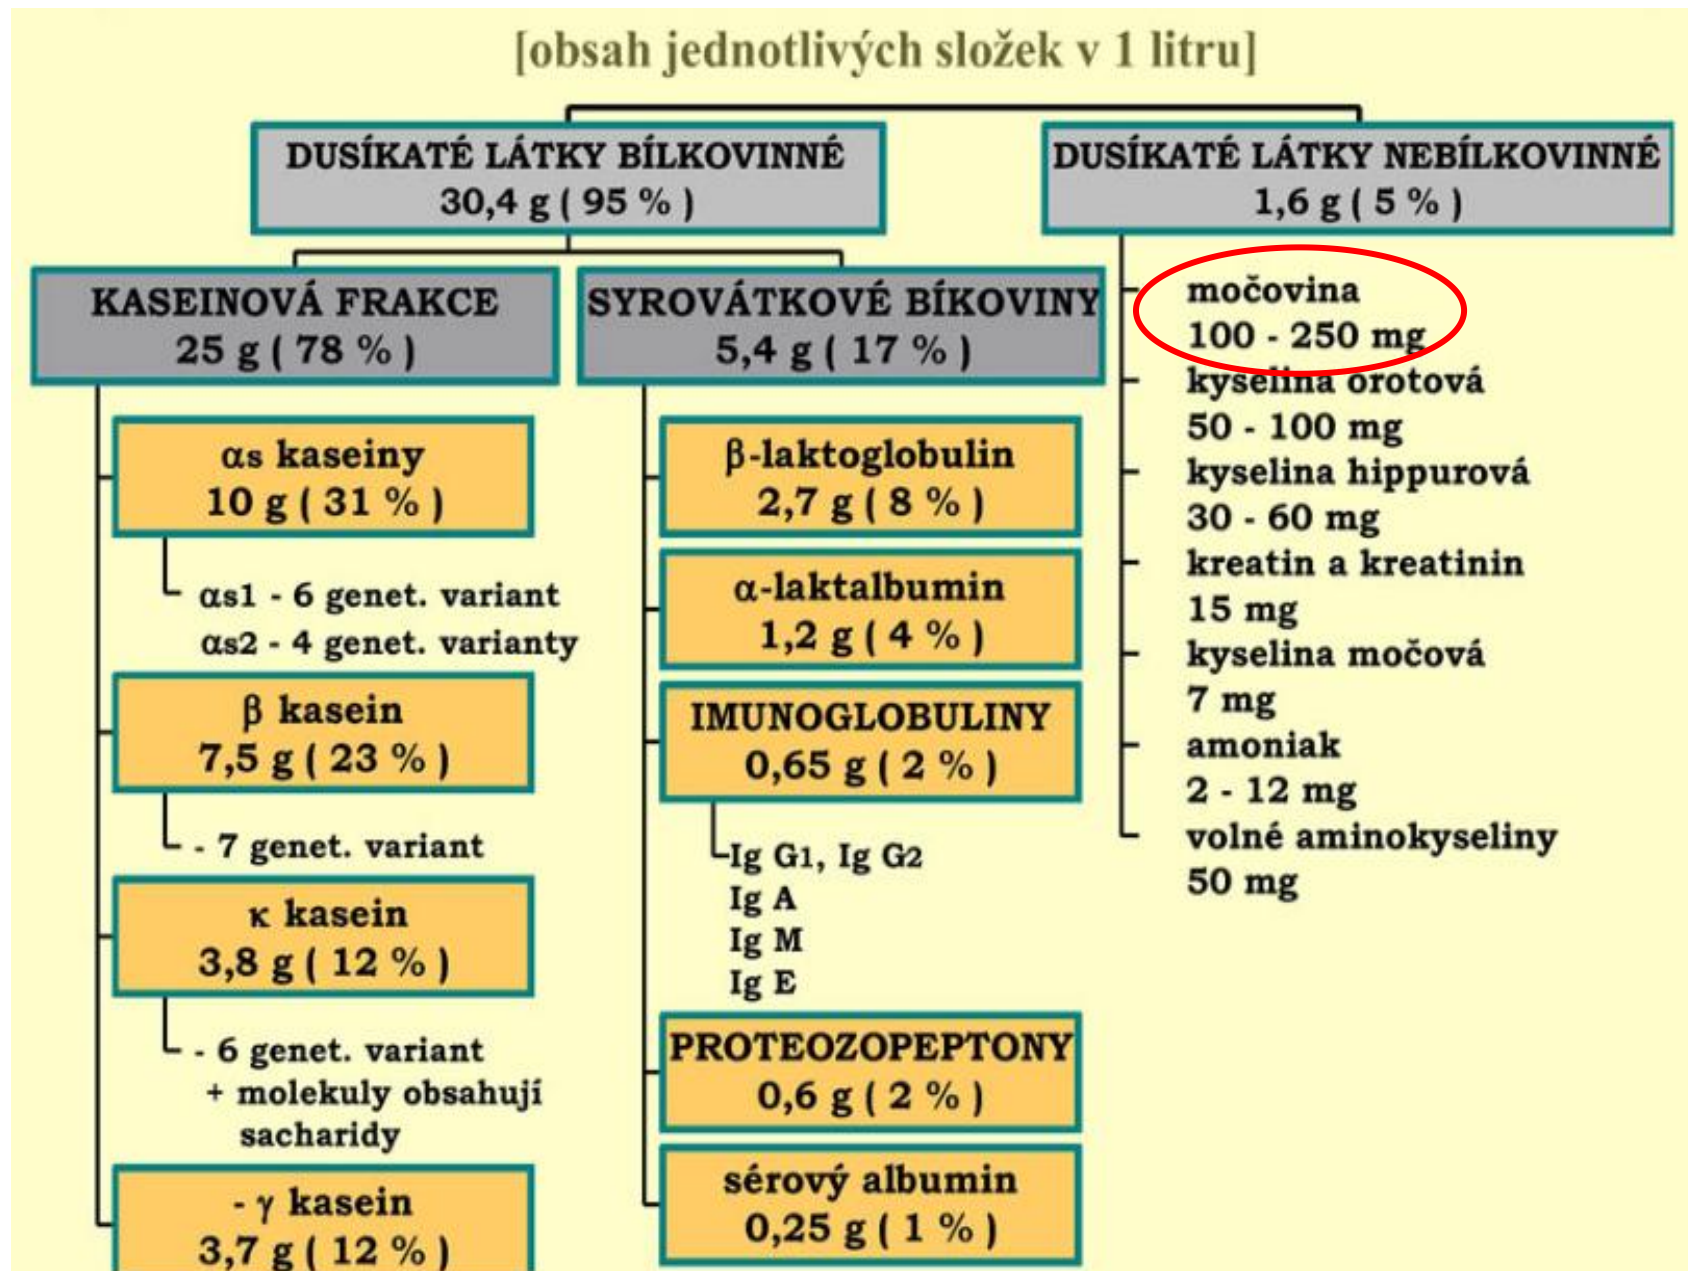 [obsah jednotlivých složek v 1 litru]
DUSÍKATÉ LÁTKY BÍLKOVINNÉ
30,4 g ( 95 % )
DUSÍKATÉ LÁTKY NEBÍLKOVINNÉ
1,6 g ( 5 % )
KASEINOVÁ FRAKCE
25 g ( 78 % )
αs kaseiny
10 g ( 31 % )
αs1 - 6 genet. variant
αs2 - 4 genet. varianty
β kasein
7,5 g ( 23 % )
- 7 genet. variant
κ kasein
3,8 g ( 12 % )
- 6 genet. variant
+ molekuly obsahují
sacharidy
- γ kasein
3,7 g ( 12 % )
SYROVÁTKOVÉ BÍKOVINY
5,4 g ( 17 % )
β-laktoglobulin
2,7 g ( 8 % )
α-laktalbumin
1,2 g ( 4 % )
IMUNOGLOBULINY
0,65 g ( 2 % )
Ig G1, Ig G2
Ig A
Ig M
Ig E
PROTEOZOPEPTONY
0,6 g ( 2 % )
sérový albumin
0,25 g ( 1 % )
močovina
100 - 250 mg
kyselina orotová
50 - 100 mg
kyselina hippurová
30 - 60 mg
kreatin a kreatinin
15 mg
kyselina močová
7 mg
amoniak
2 - 12 mg
volné aminokyseliny
50 mg